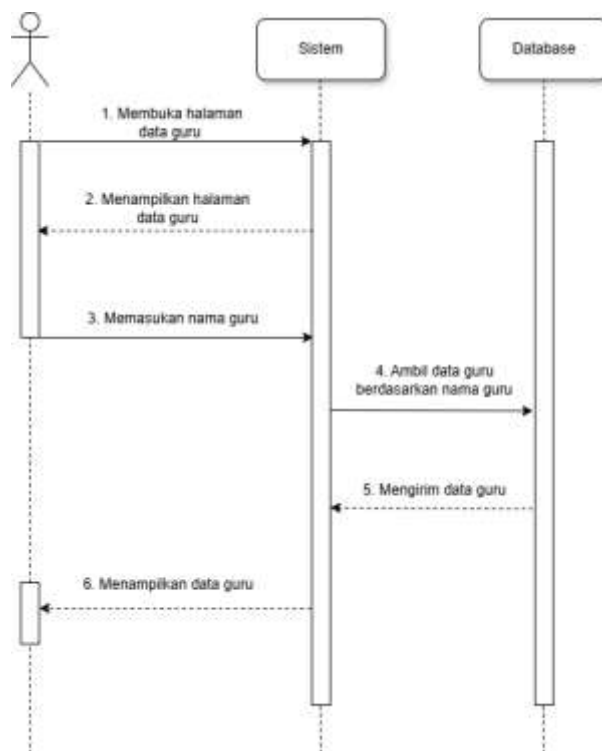 Sistem
Database
1. Membuka halaman
data guru
2. Menampilkan halaman
data guru
3. Memasukan nama guru
4. Ambil data guru
berdasarkan nama guru
5. Mengirim data guru
6. Menampilkan data guru